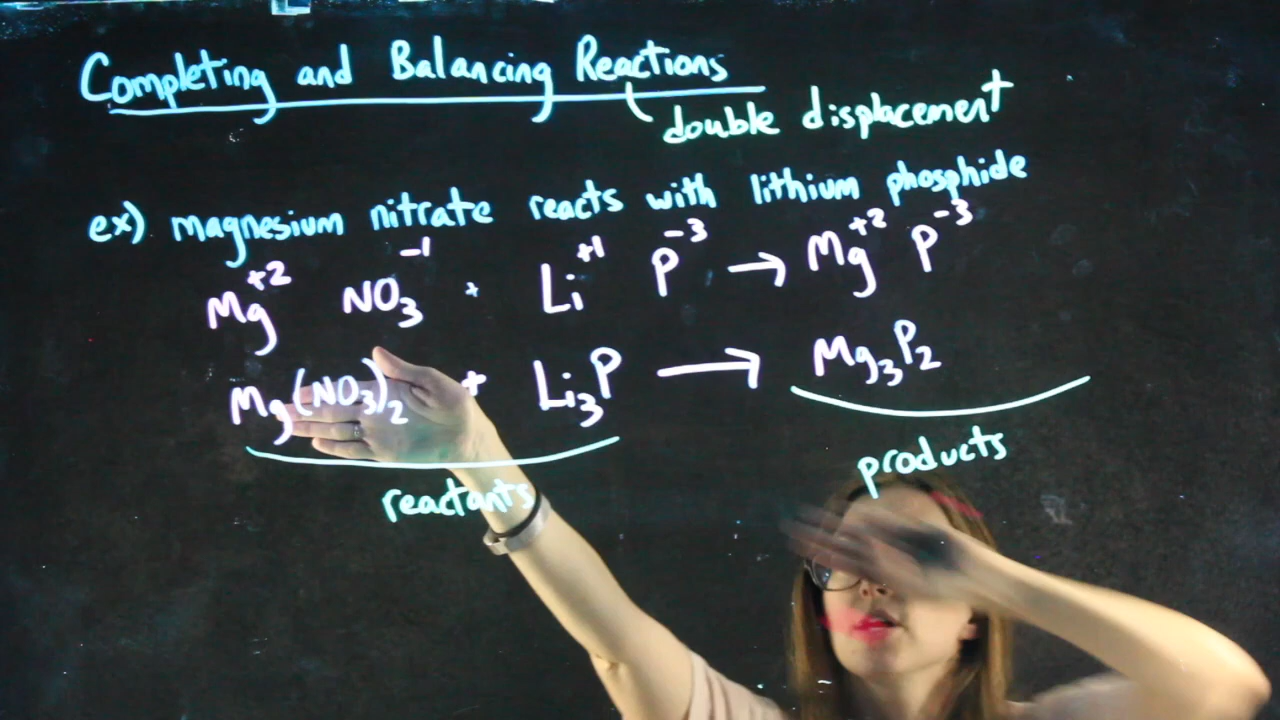 Completing and Balancing Reactions
double displacement
ex) magnesium nitrate reacts with lithium phosphide
Mg⁺² NO₃⁻¹ + Li⁺¹ P⁻³ → Mg⁺² P⁻³
Mg(NO₃)₂ + Li₃P → Mg₃P₂
reactants
products